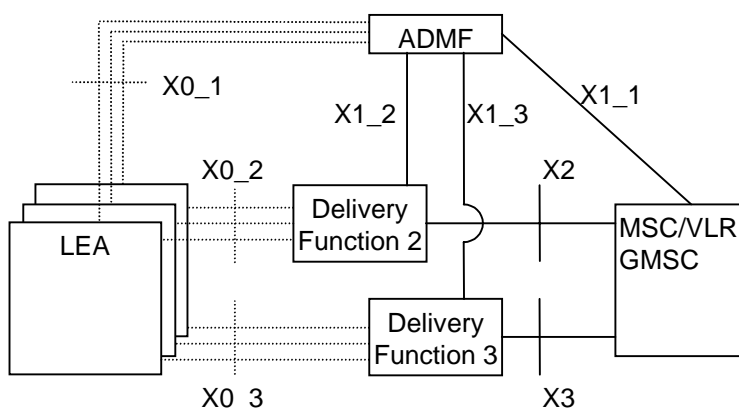 ADMF
X0_1
X1_1
X1_2
X1_3
X0_2
X2
Delivery
Function 2
MSC/VLR
GMSC
LEA
Delivery
Function 3
X0_3
X3